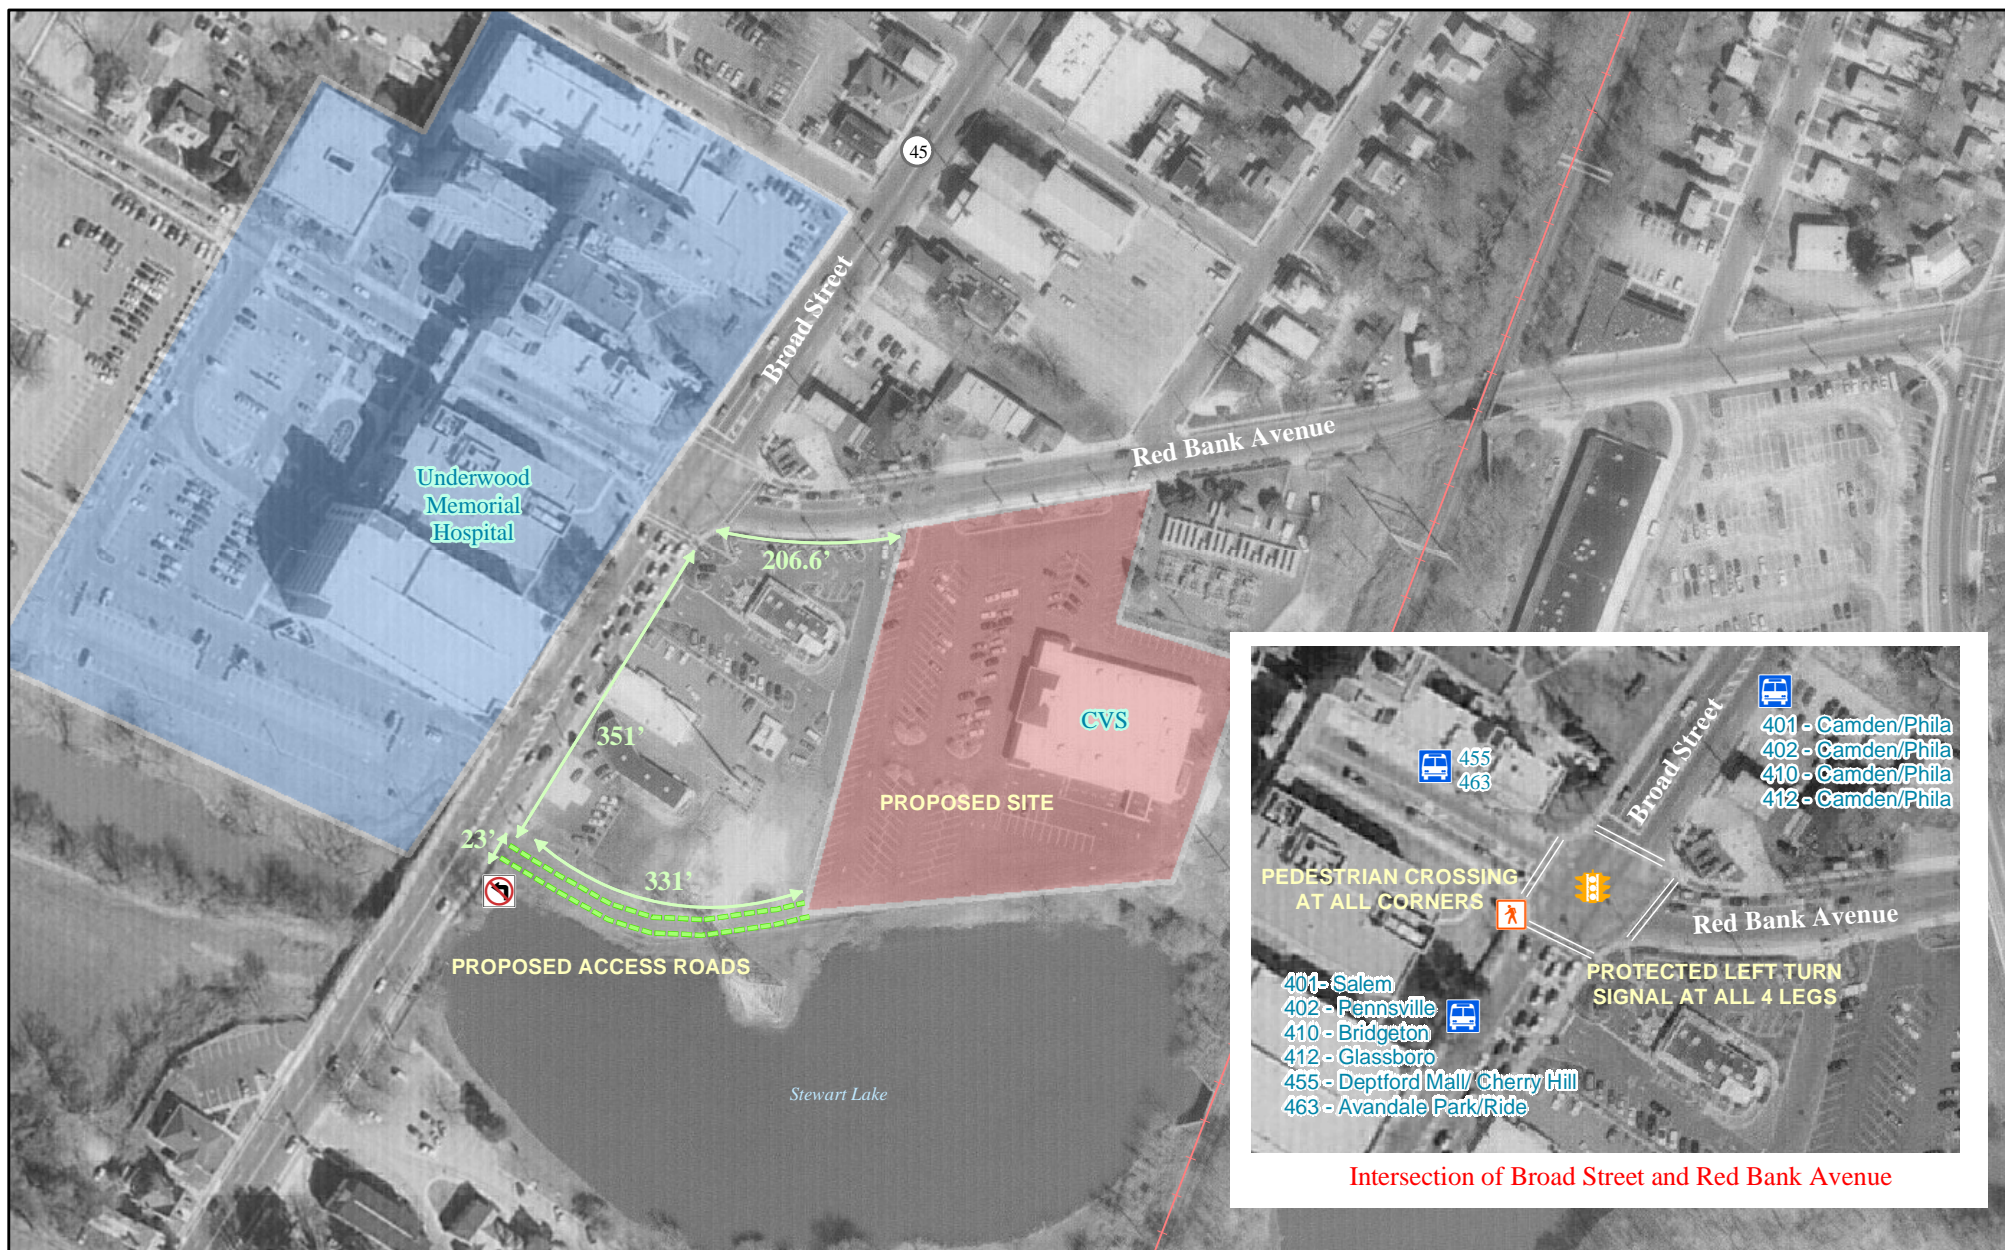 45
Broad Street
Red Bank Avenue
Underwood
Memorial
Hospital
206.6’
351’
CVS
PROPOSED SITE
23’
331’
PROPOSED ACCESS ROADS
Stewart Lake
401 - Camden/Phila
402 - Camden/Phila
410 - Camden/Phila
412 - Camden/Phila
Broad Street
455
463
PEDESTRIAN CROSSING
AT ALL CORNERS
Red Bank Avenue
PROTECTED LEFT TURN
SIGNAL AT ALL 4 LEGS
401- Salem
402 - Pennsville
410 - Bridgeton
412 - Glassboro
455 - Deptford Mall/ Cherry Hill
463 - Avandale Park/Ride
Intersection of Broad Street and Red Bank Avenue